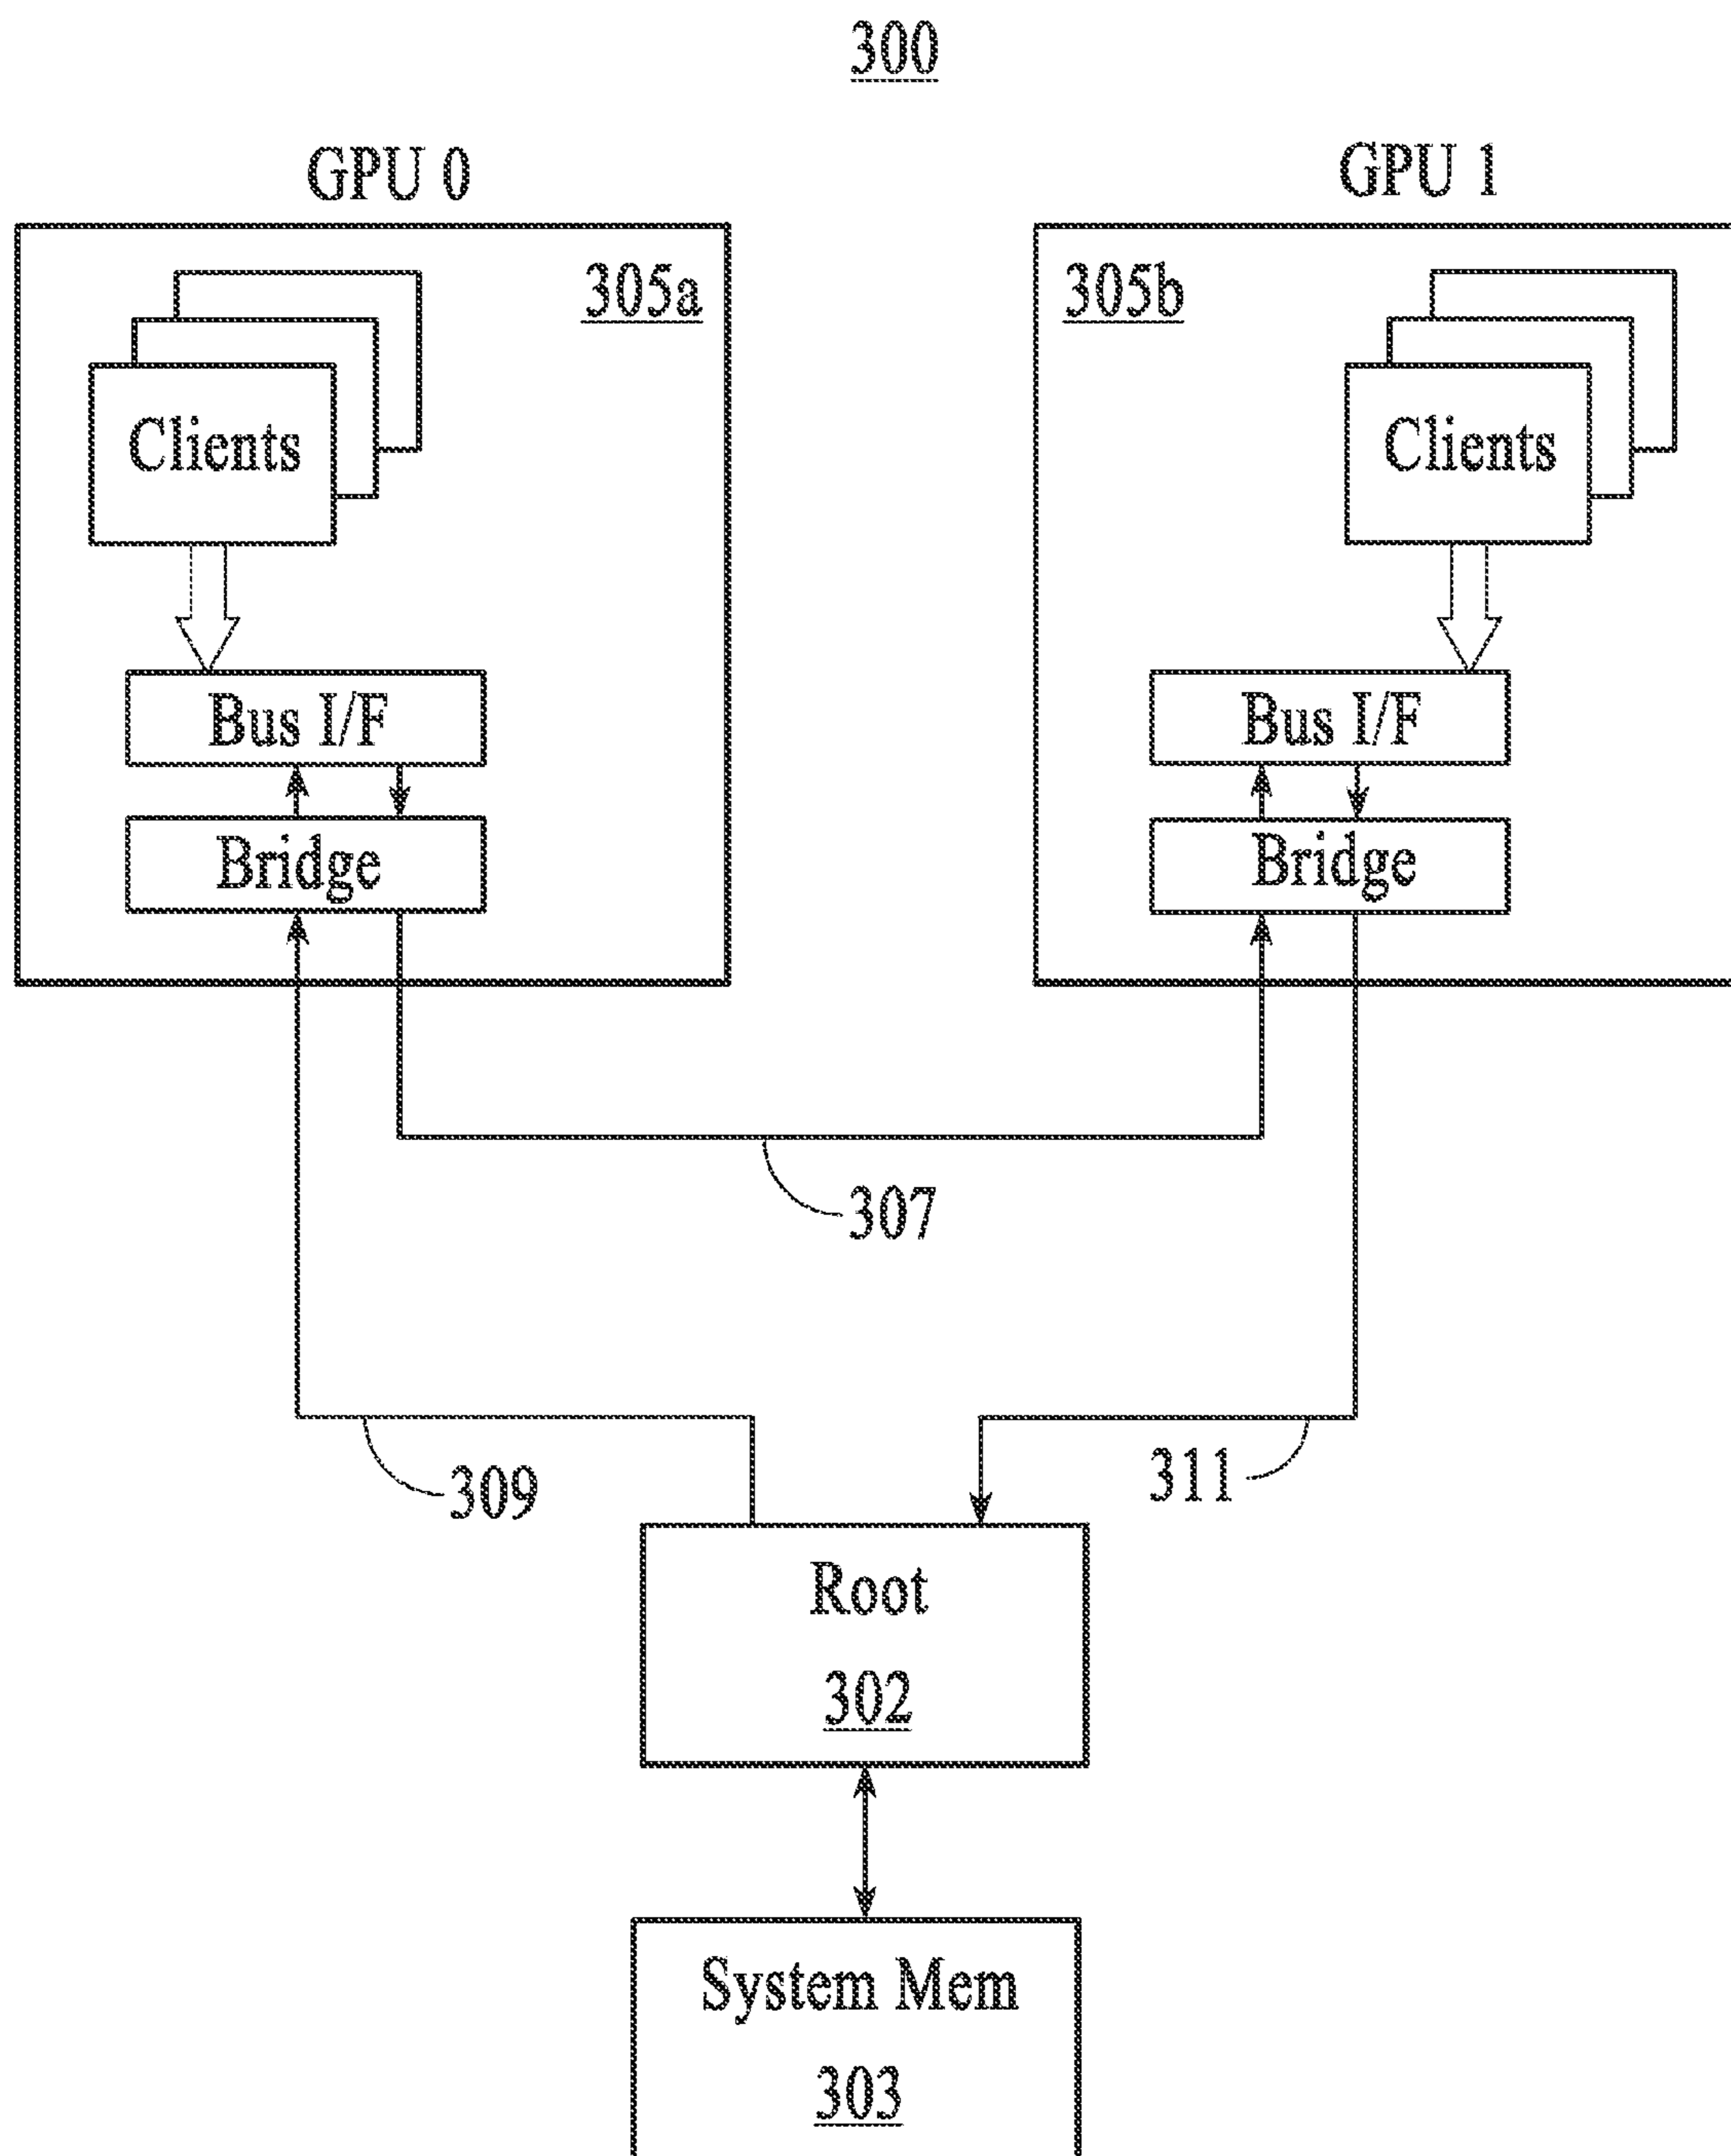 300
GPU 0
GPU 1
305a
305b
Clients
Clients
Bus I/F
Bus I/F
Bridge
Bridge
307
309
311
Root
302
System Mem
303